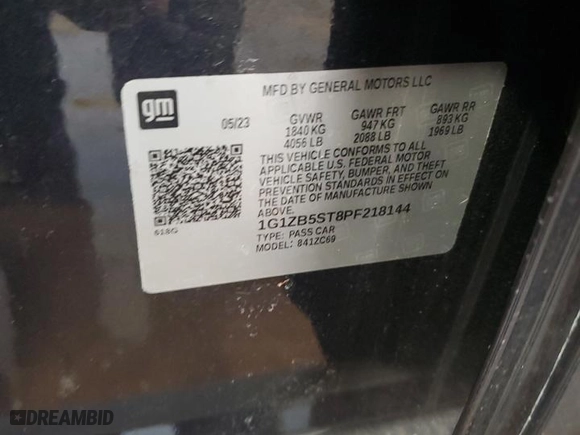 MFD BY GENERAL MOTORS LLC
gm
05/23 GVWR GAWR FRT GAWR RR
1840 KG 947 KG 893 KG
4056 LB 2088 LB 1969 LB
THIS VEHICLE CONFORMS TO ALL
APPLICABLE U.S. FEDERAL MOTOR
VEHICLE SAFETY, BUMPER, AND THEFT
PREVENTION STANDARDS IN EFFECT ON
THE DATE OF MANUFACTURE SHOWN
ABOVE.
1G1ZB5ST8PF218144
TYPE: PASS CAR
MODEL: 841ZC69
618G
DREAMBID